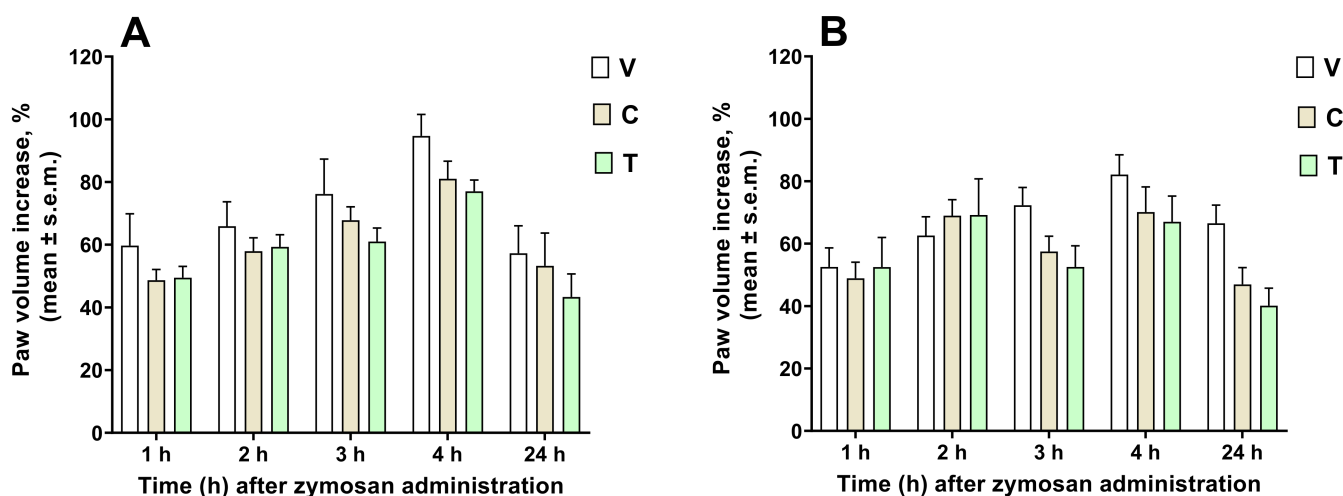 A
Paw volume increase, %
(mean ± s.e.m.)
120
100
80
60
40
20
0
1 h 2 h 3 h 4 h 24 h
Time (h) after zymosan administration
V
C
T
B
Paw volume increase, %
(mean ± s.e.m.)
120
100
80
60
40
20
0
1 h 2 h 3 h 4 h 24 h
Time (h) after zymosan administration
V
C
T